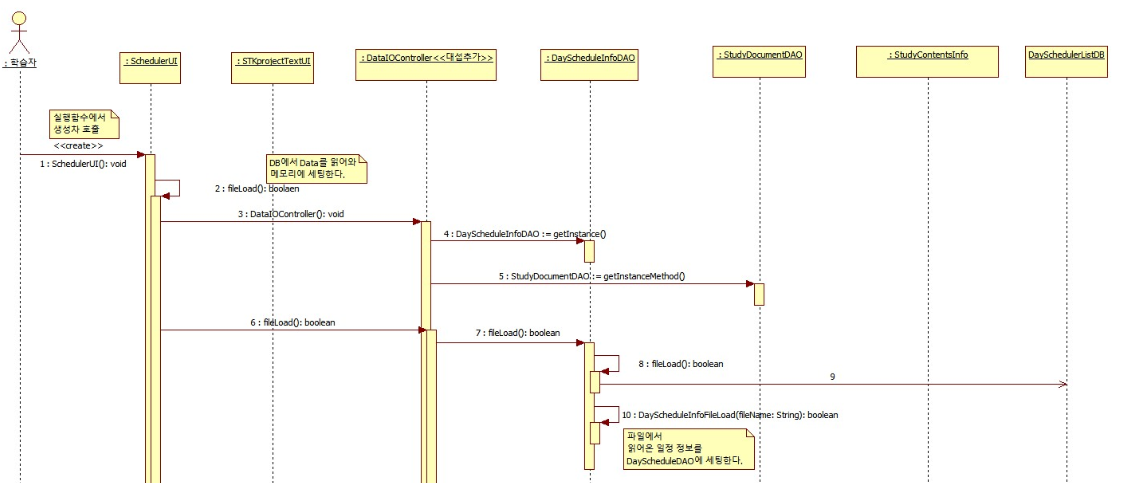 : 학습자
: SchedulerUI
: STKprojectTextUI
: DataIOController<<대섭추가>>
: DayScheduleInfoDAO
: StudyDocumentDAO
: StudyContentsInfo
DaySchedulerListDB
실행함수에서
생성자 호출
<<create>>
1 : SchedulerUI(): void
DB에서 Data를 읽어와
메모리에 세팅한다.
2 : fileLoad(): boolaen
3 : DataIOController(): void
4 : DayScheduleInfoDAO := getInstance()
5 : StudyDocumentDAO := getInstanceMethod()
6 : fileLoad(): boolean
7 : fileLoad(): boolean
8 : fileLoad(): boolean
9
10 : DayScheduleInfoFileLoad(fileName: String): boolean
파일에서
읽어온 일정 정보를
DayScheduleDAO에 세팅한다.